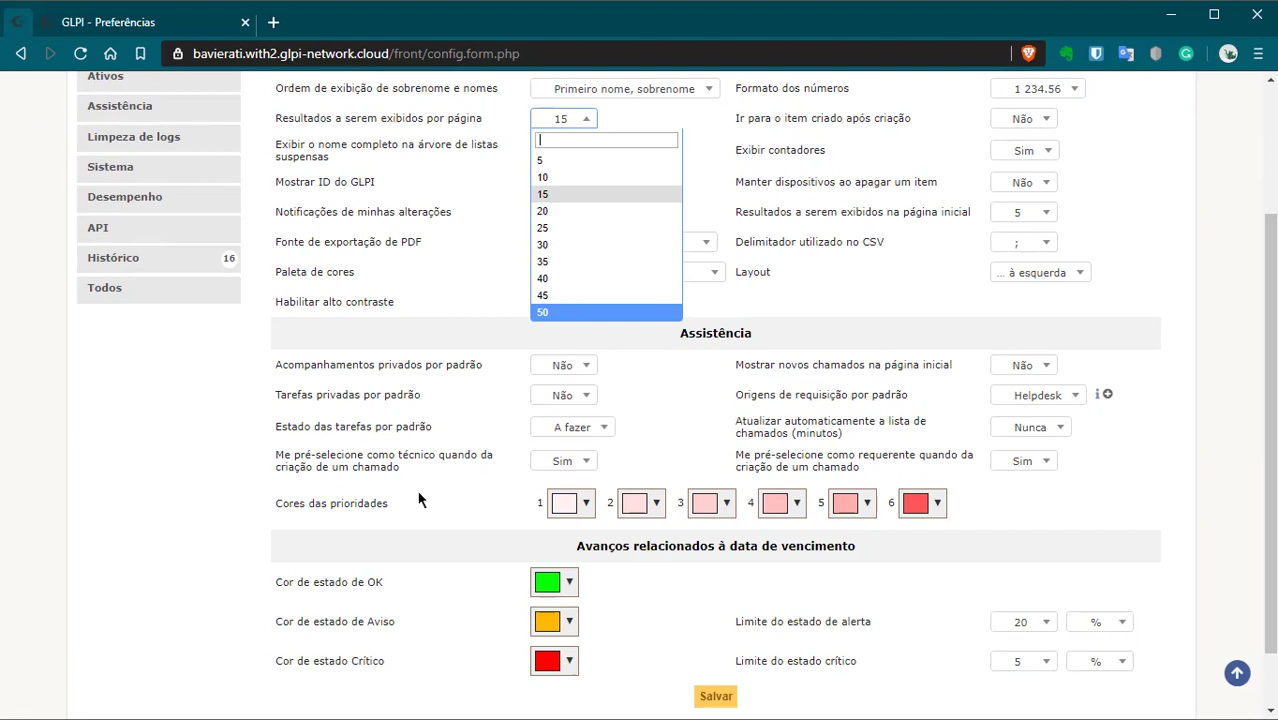 GLPI - Preferências
bavierati.with2.glpi-network.cloud/front/config.form.php
Ativos
Assistência
Limpeza de logs
Sistema
Desempenho
API
Histórico 16
Todos
Ordem de exibição de sobrenome e nomes Primeiro nome, sobrenome Formato dos números 1 234.56
Resultados a serem exibidos por página 15 Ir para o item criado após criação Não
Exibir o nome completo na árvore de listas
suspensas
Exibir contadores Sim
Mostrar ID do GLPI Manter dispositivos ao apagar um item Não
Notificações de minhas alterações Resultados a serem exibidos na página inicial 5
Fonte de exportação de PDF Delimitador utilizado no CSV ;
Paleta de cores Layout ... à esquerda
Habilitar alto contraste
5
10
15
20
25
30
35
40
45
50
Assistência
Acompanhamentos privados por padrão Não Mostrar novos chamados na página inicial Não
Tarefas privadas por padrão Não Origens de requisição por padrão Helpdesk
Estado das tarefas por padrão A fazer Atualizar automaticamente a lista de
chamados (minutos) Nunca
Me pré-selecione como técnico quando da
criação de um chamado Sim
Me pré-selecione como requerente quando da
criação de um chamado Sim
Cores das prioridades 1 2 3 4 5 6
Avanços relacionados à data de vencimento
Cor de estado de OK
Cor de estado de Aviso Limite do estado de alerta 20 %
Cor de estado Crítico Limite do estado crítico 5 %
Salvar